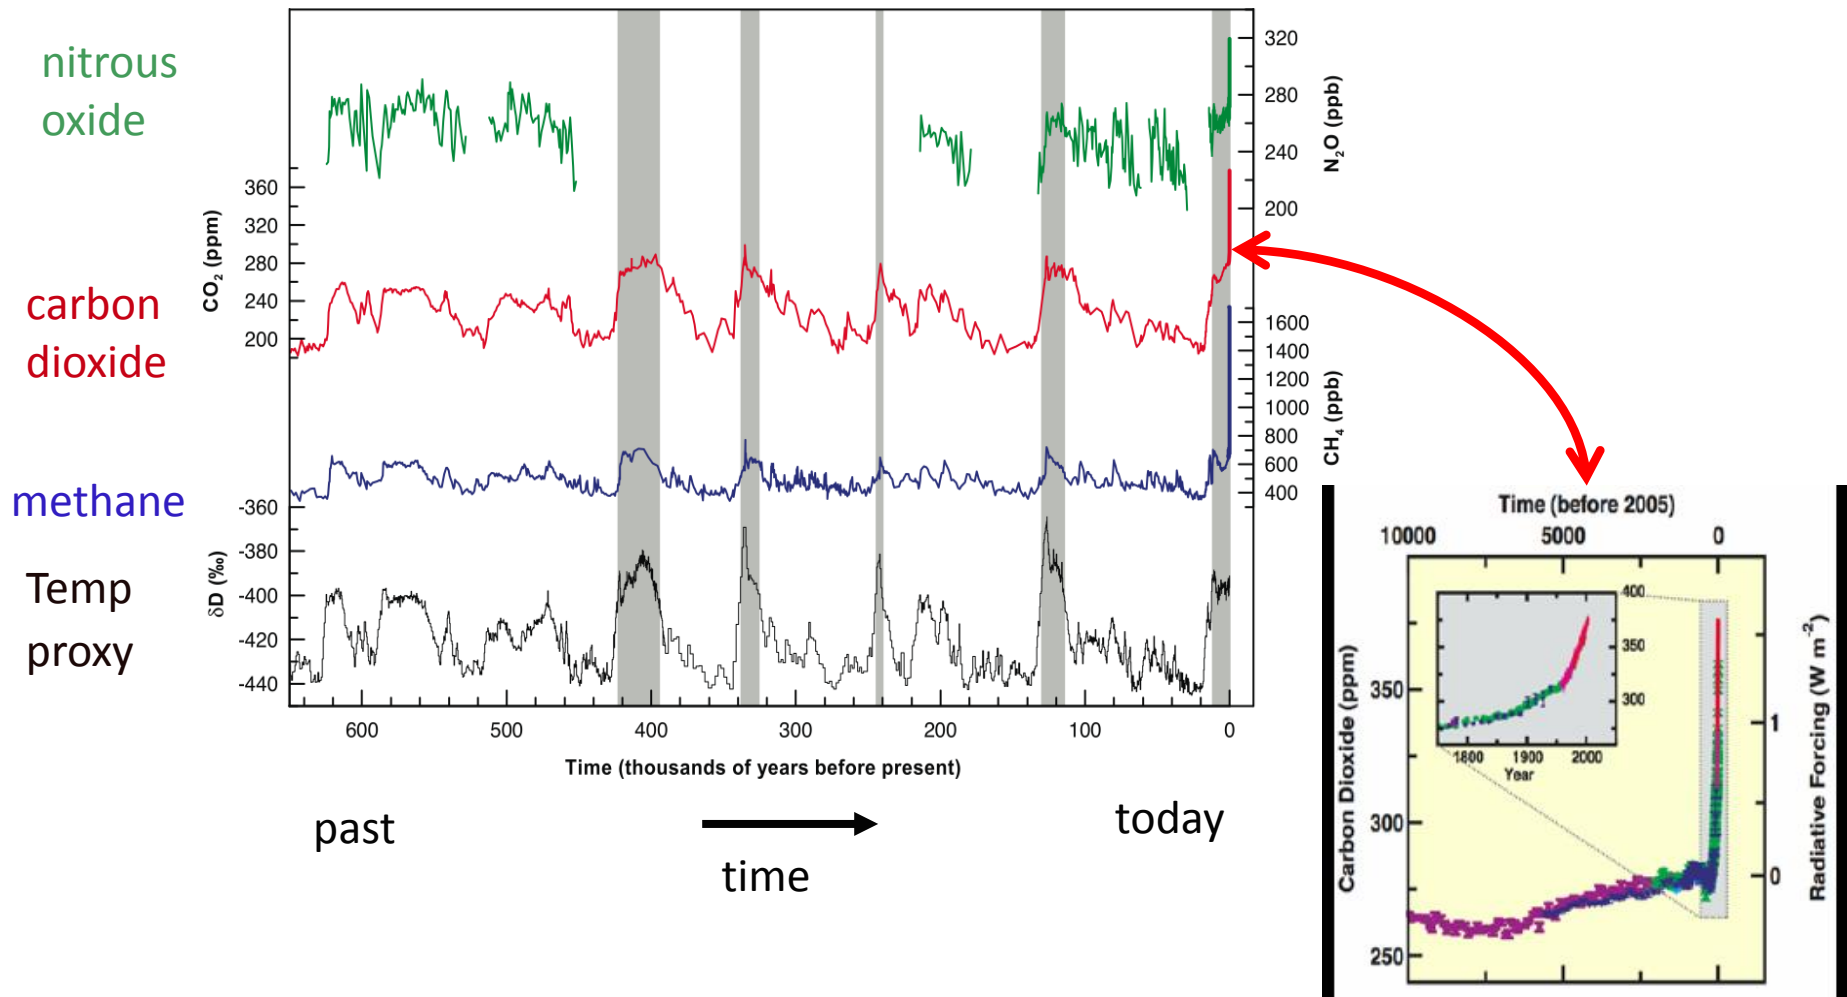 nitrous
oxide
carbon
dioxide
methane
Temp
proxy
CO₂ (ppm)
360
320
280
240
200
δD (‰)
-360
-380
-400
-420
-440
N₂O (ppb)
320
280
240
200
CH₄ (ppb)
1600
1400
1200
1000
800
600
400
600
500
400
300
200
100
0
Time (thousands of years before present)
past
time
today
Time (before 2005)
10000
5000
0
Carbon Dioxide (ppm)
350
300
250
400
350
300
1800
1900
2000
Year
1
0
Radiative Forcing (W m⁻²)